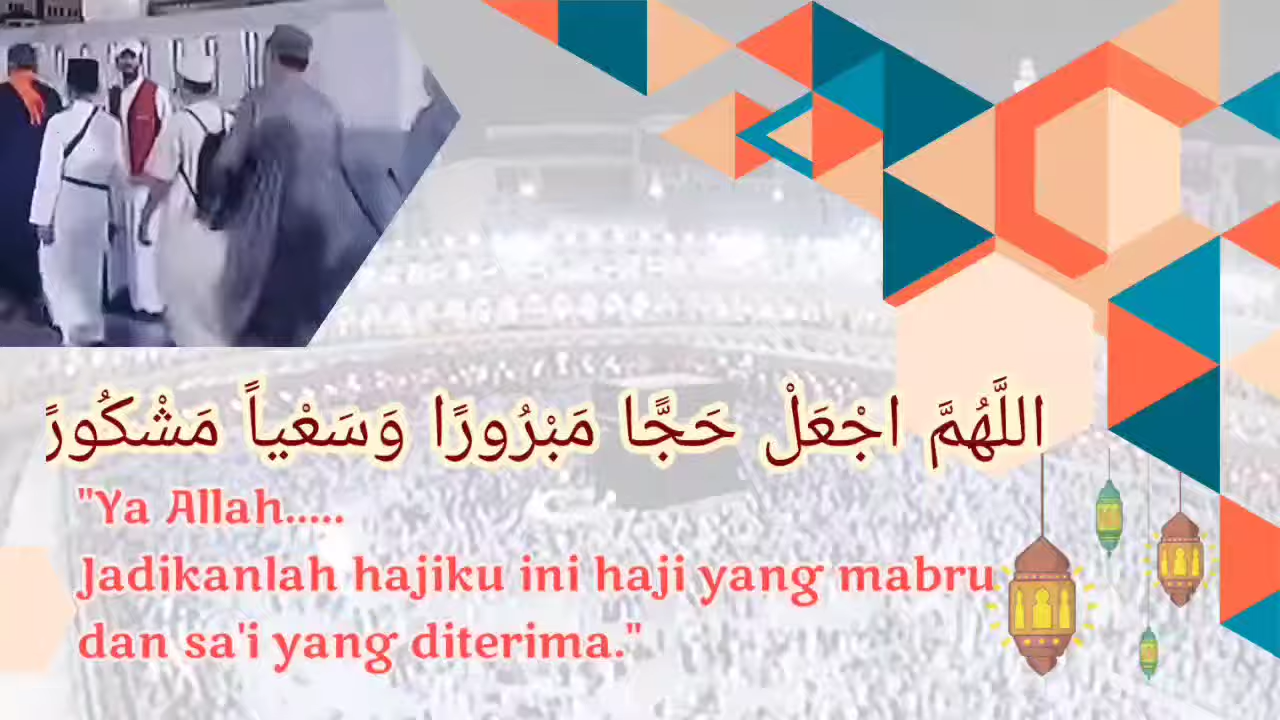 اللَّهُمَّ اجْعَلْ حَجًّا مَبْرُورًا وَسَعْياً مَشْكُورً
"Ya Allah.....
Jadikanlah hajiku ini haji yang mabru
dan sa'i yang diterima."